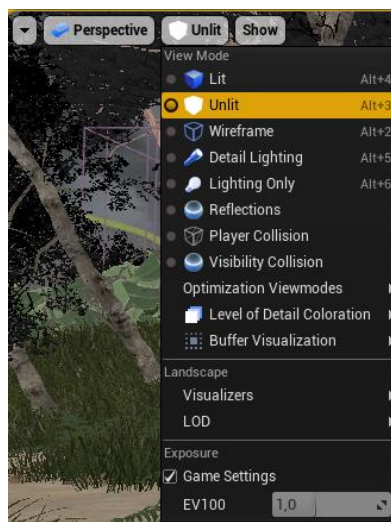 Perspective Unlit Show
View Mode
Lit Alt+4
Unlit Alt+3
Wireframe Alt+2
Detail Lighting Alt+5
Lighting Only Alt+6
Reflections
Player Collision
Visibility Collision
Optimization Viewmodes
Level of Detail Coloration
Buffer Visualization
Landscape
Visualizers
LOD
Exposure
Game Settings
EV100 1,0